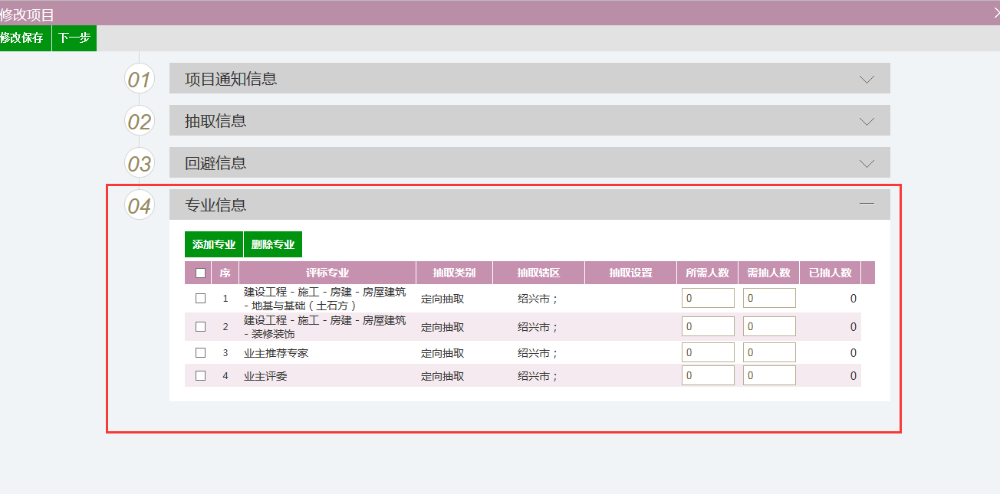 修改项目
修改保存 下一步
01 项目通知信息
02 抽取信息
03 回避信息
04 专业信息
添加专业 删除专业
序 评标专业 抽取类别 抽取辖区 抽取设置 所需人数 需抽人数 已抽人数
1 建设工程 - 施工 - 房建 - 房屋建筑 定向抽取 绍兴市； 0 0 0
- 地基与基础（土石方）
2 建设工程 - 施工 - 房建 - 房屋建筑 定向抽取 绍兴市； 0 0 0
- 装修装饰
3 业主推荐专家 定向抽取 绍兴市； 0 0 0
4 业主评委 定向抽取 绍兴市； 0 0 0